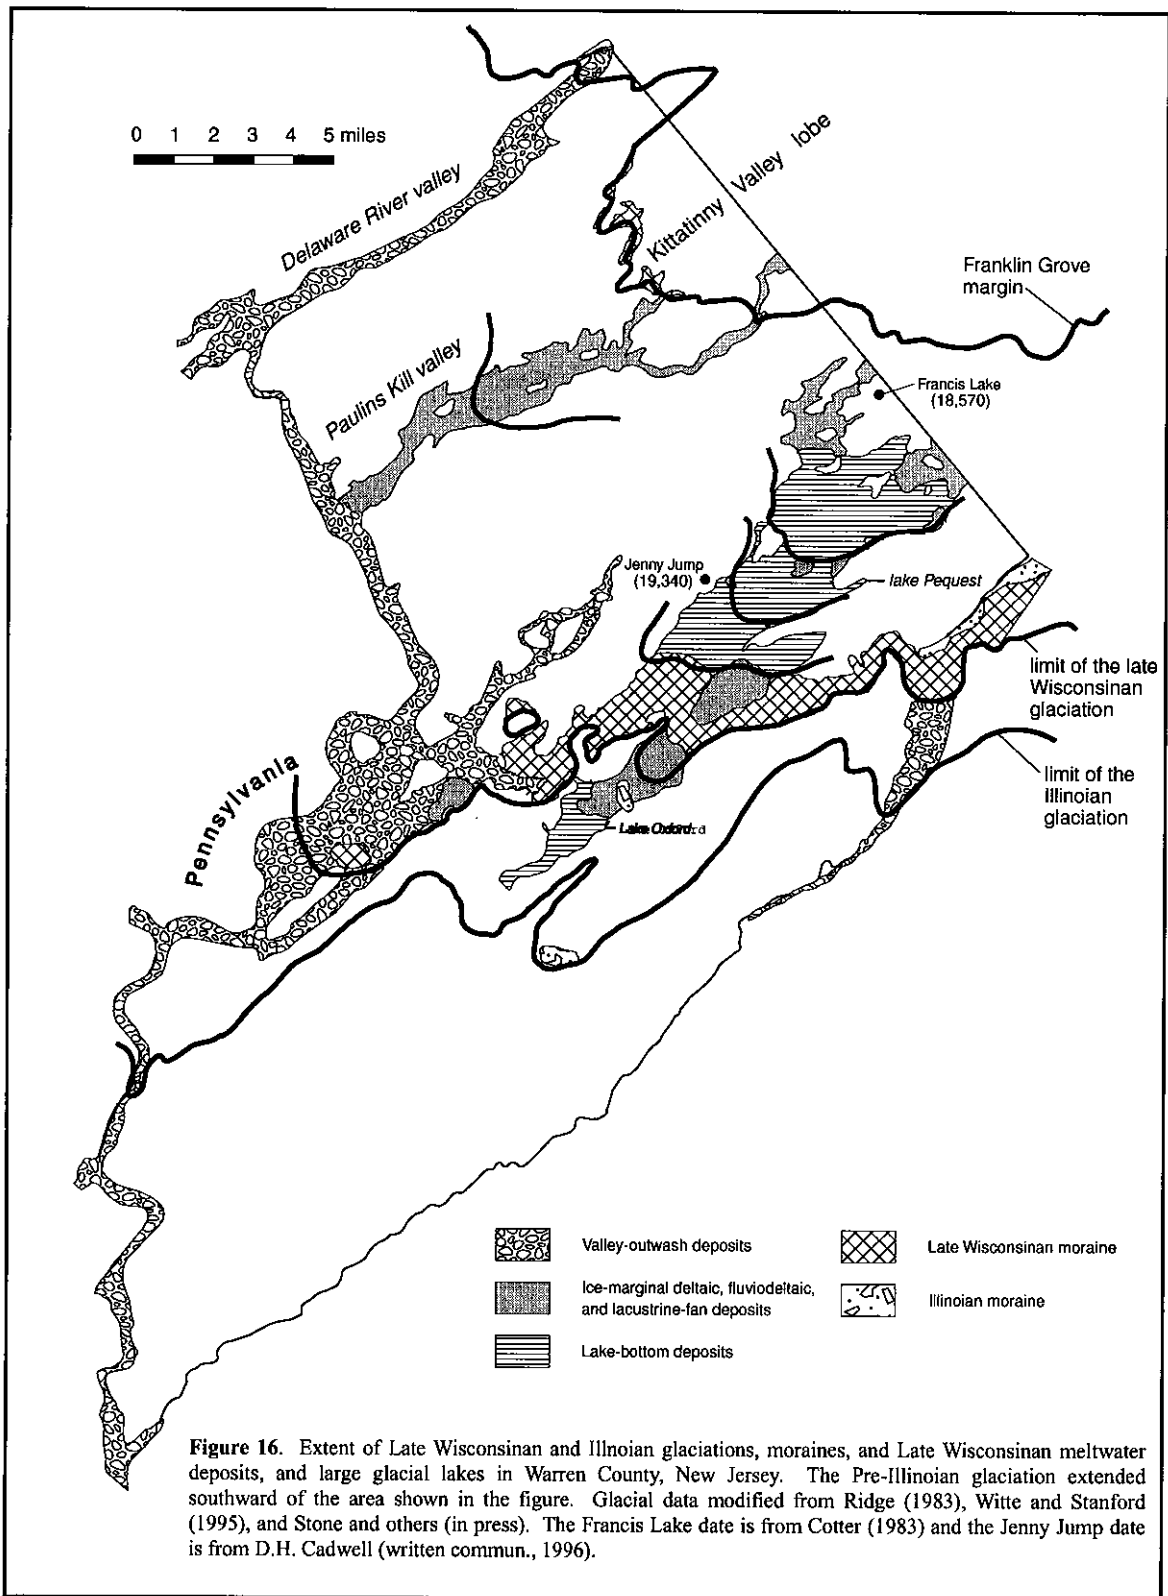 0 1 2 3 4 5 miles
Delaware River valley
Kittatinny Valley lobe
Franklin Grove
margin
Paulins Kill valley
Francis Lake
(18,570)
Jenny Jump
(19,340)
lake Pequest
limit of the late
Wisconsinan
glaciation
limit of the
Illinoian
glaciation
Pennsylvania
Valley-outwash deposits
Ice-marginal deltaic, fluviodeltaic,
and lacustrine-fan deposits
Lake-bottom deposits
Late Wisconsinan moraine
Illinoian moraine
Figure 16. Extent of Late Wisconsinan and Illnoian glaciations, moraines, and Late Wisconsinan meltwater
deposits, and large glacial lakes in Warren County, New Jersey. The Pre-Illinoian glaciation extended
southward of the area shown in the figure. Glacial data modified from Ridge (1983), Witte and Stanford
(1995), and Stone and others (in press). The Francis Lake date is from Cotter (1983) and the Jenny Jump date
is from D.H. Cadwell (written commun., 1996).